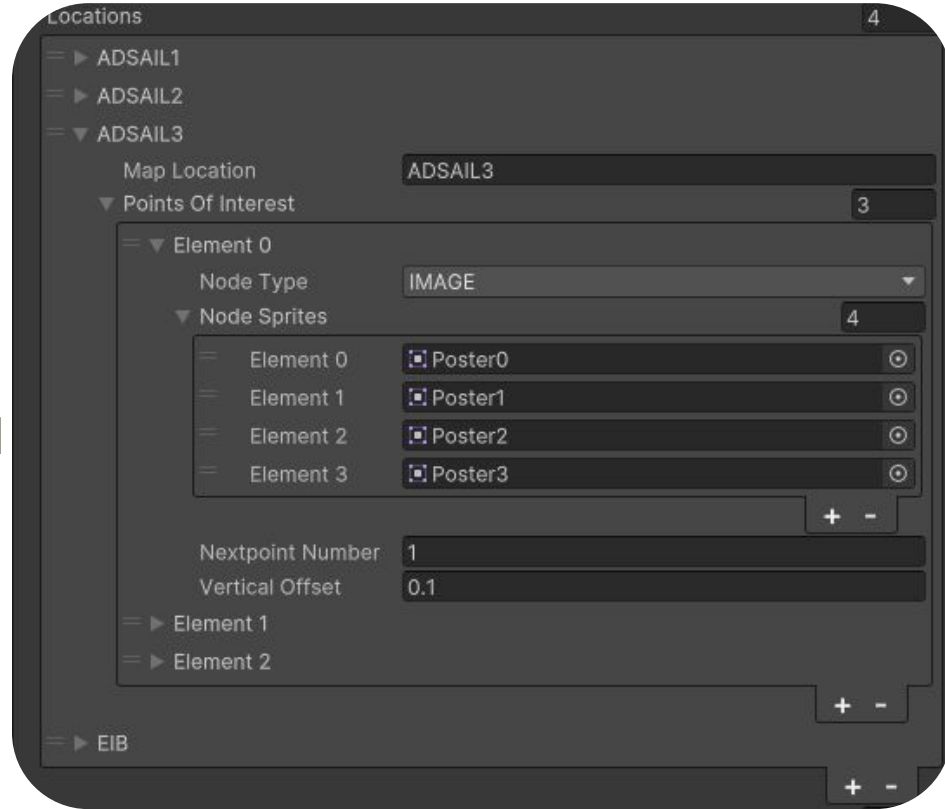 Locations 4
ADSAIL1
ADSAIL2
ADSAIL3
Map Location ADSAIL3
Points Of Interest 3
Element 0
Node Type IMAGE
Node Sprites 4
Element 0 Poster0
Element 1 Poster1
Element 2 Poster2
Element 3 Poster3
+ -
Nextpoint Number 1
Vertical Offset 0.1
Element 1
Element 2
+ -
EIB
+ -